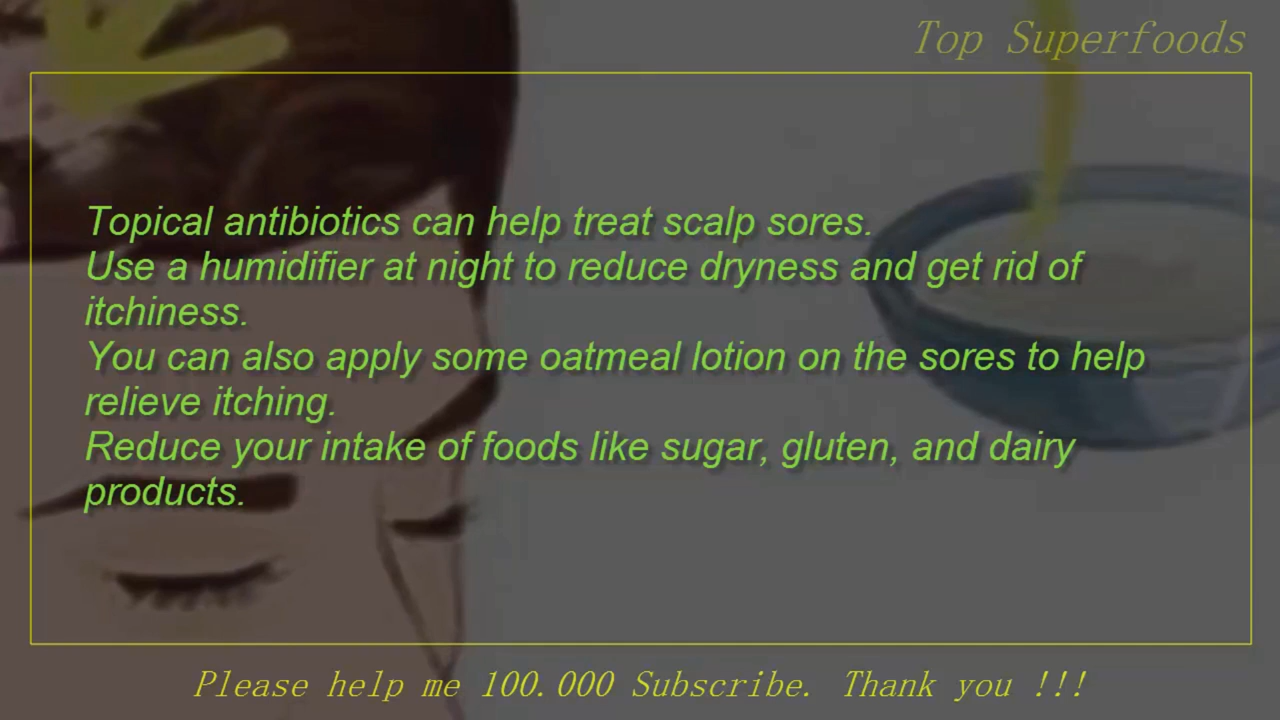 Top Superfoods
Topical antibiotics can help treat scalp sores.
Use a humidifier at night to reduce dryness and get rid of
itchiness.
You can also apply some oatmeal lotion on the sores to help
relieve itching.
Reduce your intake of foods like sugar, gluten, and dairy
products.
Please help me 100.000 Subscribe. Thank you !!!